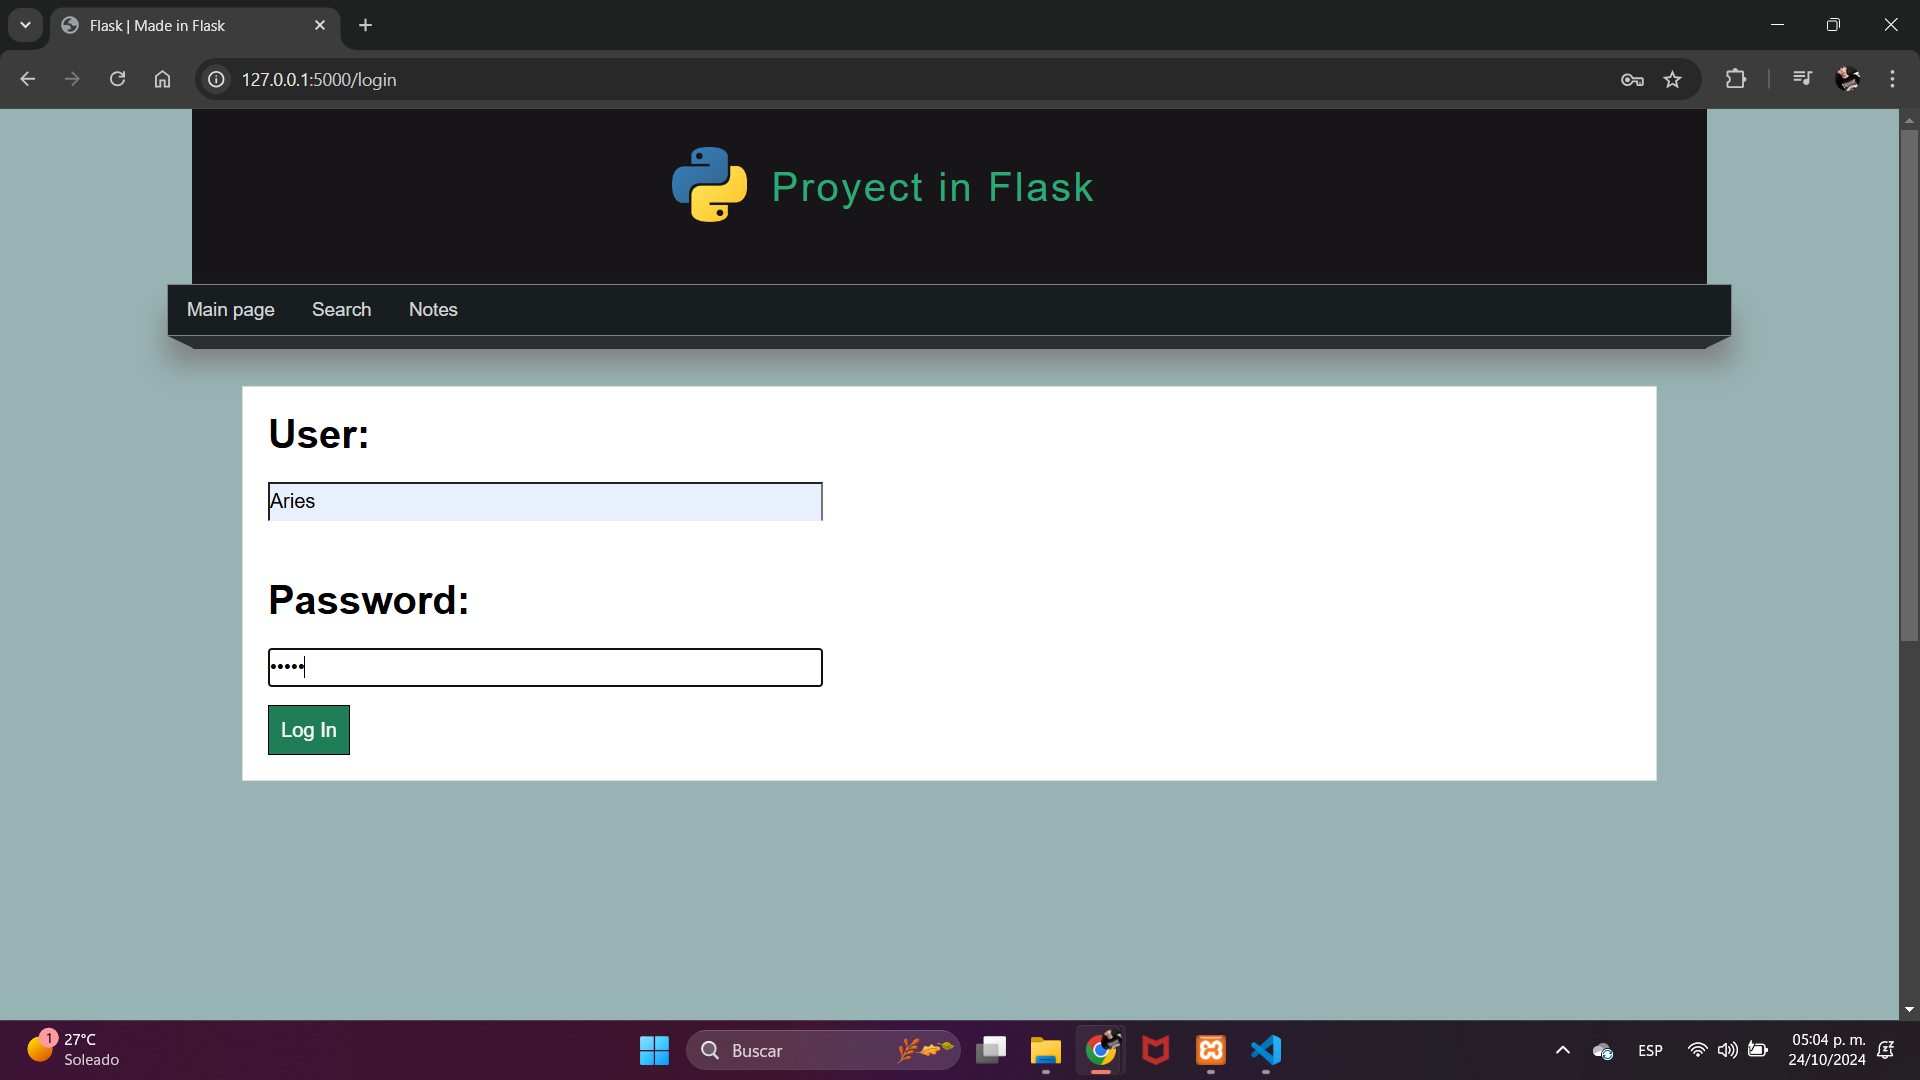 Flask | Made in Flask
127.0.0.1:5000/login
Proyect in Flask
Main page Search Notes
User:
Aries
Password:
•••••
Log In
1
27°C
Soleado
Buscar
ESP
05:04 p. m.
24/10/2024